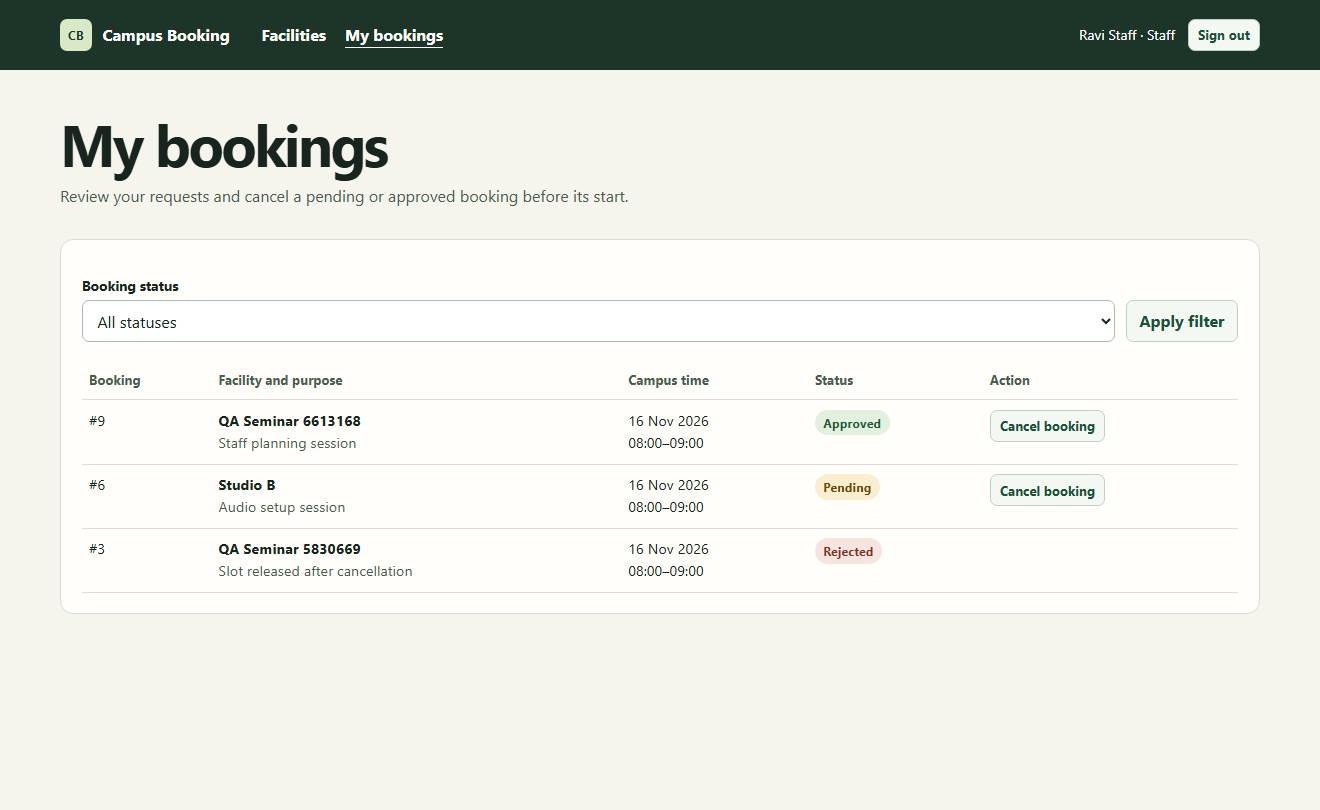 CB Campus Booking Facilities My bookings Ravi Staff · Staff Sign out
My bookings
Review your requests and cancel a pending or approved booking before its start.
Booking status
All statuses Apply filter
Booking Facility and purpose Campus time Status Action
#9 QA Seminar 6613168 16 Nov 2026 Approved Cancel booking
Staff planning session 08:00–09:00
#6 Studio B 16 Nov 2026 Pending Cancel booking
Audio setup session 08:00–09:00
#3 QA Seminar 5830669 16 Nov 2026 Rejected
Slot released after cancellation 08:00–09:00